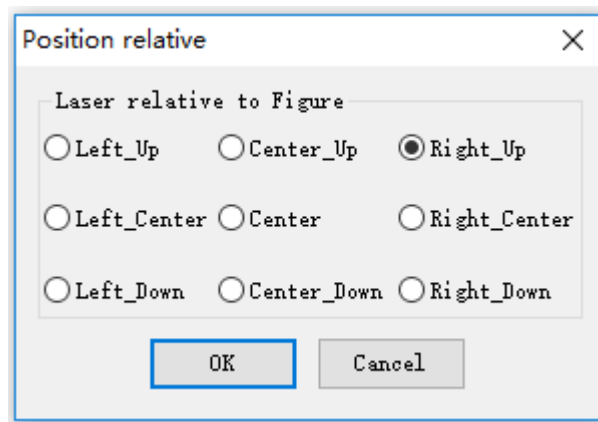 Position relative
Laser relative to Figure
Left_Up Center_Up Right_Up
Left_Center Center Right_Center
Left_Down Center_Down Right_Down
OK Cancel